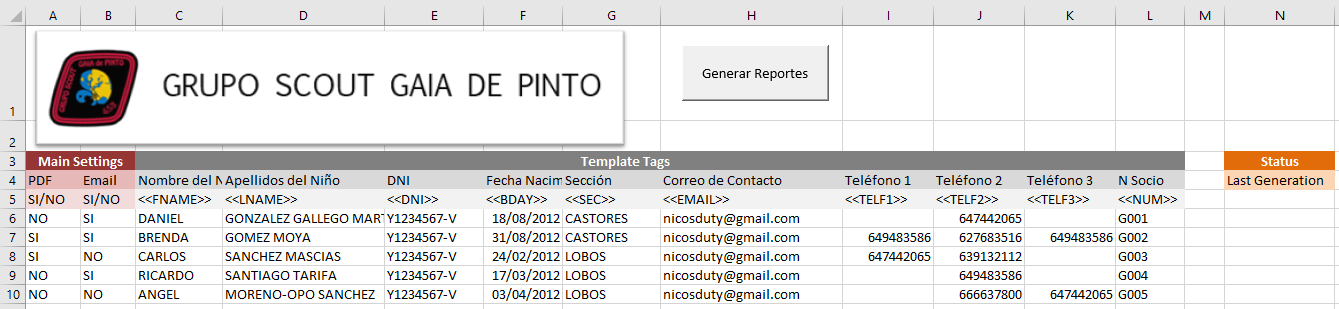 A B C D E F G H I J K L M N
1 GRUPO SCOUT GAIA DE PINTO Generar Reportes
GAIA DE PINTO
GRUPO SCOUT
2
3 Main Settings Template Tags Status
4 PDF Email Nombre del N Apellidos del Niño DNI Fecha Nacim Sección Correo de Contacto Teléfono 1 Teléfono 2 Teléfono 3 N Socio Last Generation
5 SI/NO SI/NO <<FNAME>> <<LNAME>> <<DNI>> <<BDAY>> <<SEC>> <<EMAIL>> <<TELF1>> <<TELF2>> <<TELF3>> <<NUM>>
6 NO SI DANIEL GONZALEZ GALLEGO MART Y1234567-V 18/08/2012 CASTORES nicosduty@gmail.com 647442065 G001
7 SI SI BRENDA GOMEZ MOYA Y1234567-V 31/08/2012 CASTORES nicosduty@gmail.com 649483586 627683516 649483586 G002
8 SI NO CARLOS SANCHEZ MASCIAS Y1234567-V 24/02/2012 LOBOS nicosduty@gmail.com 647442065 639132112 G003
9 NO SI RICARDO SANTIAGO TARIFA Y1234567-V 17/03/2012 LOBOS nicosduty@gmail.com 649483586 G004
10 NO NO ANGEL MORENO-OPO SANCHEZ Y1234567-V 03/04/2012 LOBOS nicosduty@gmail.com 666637800 647442065 G005